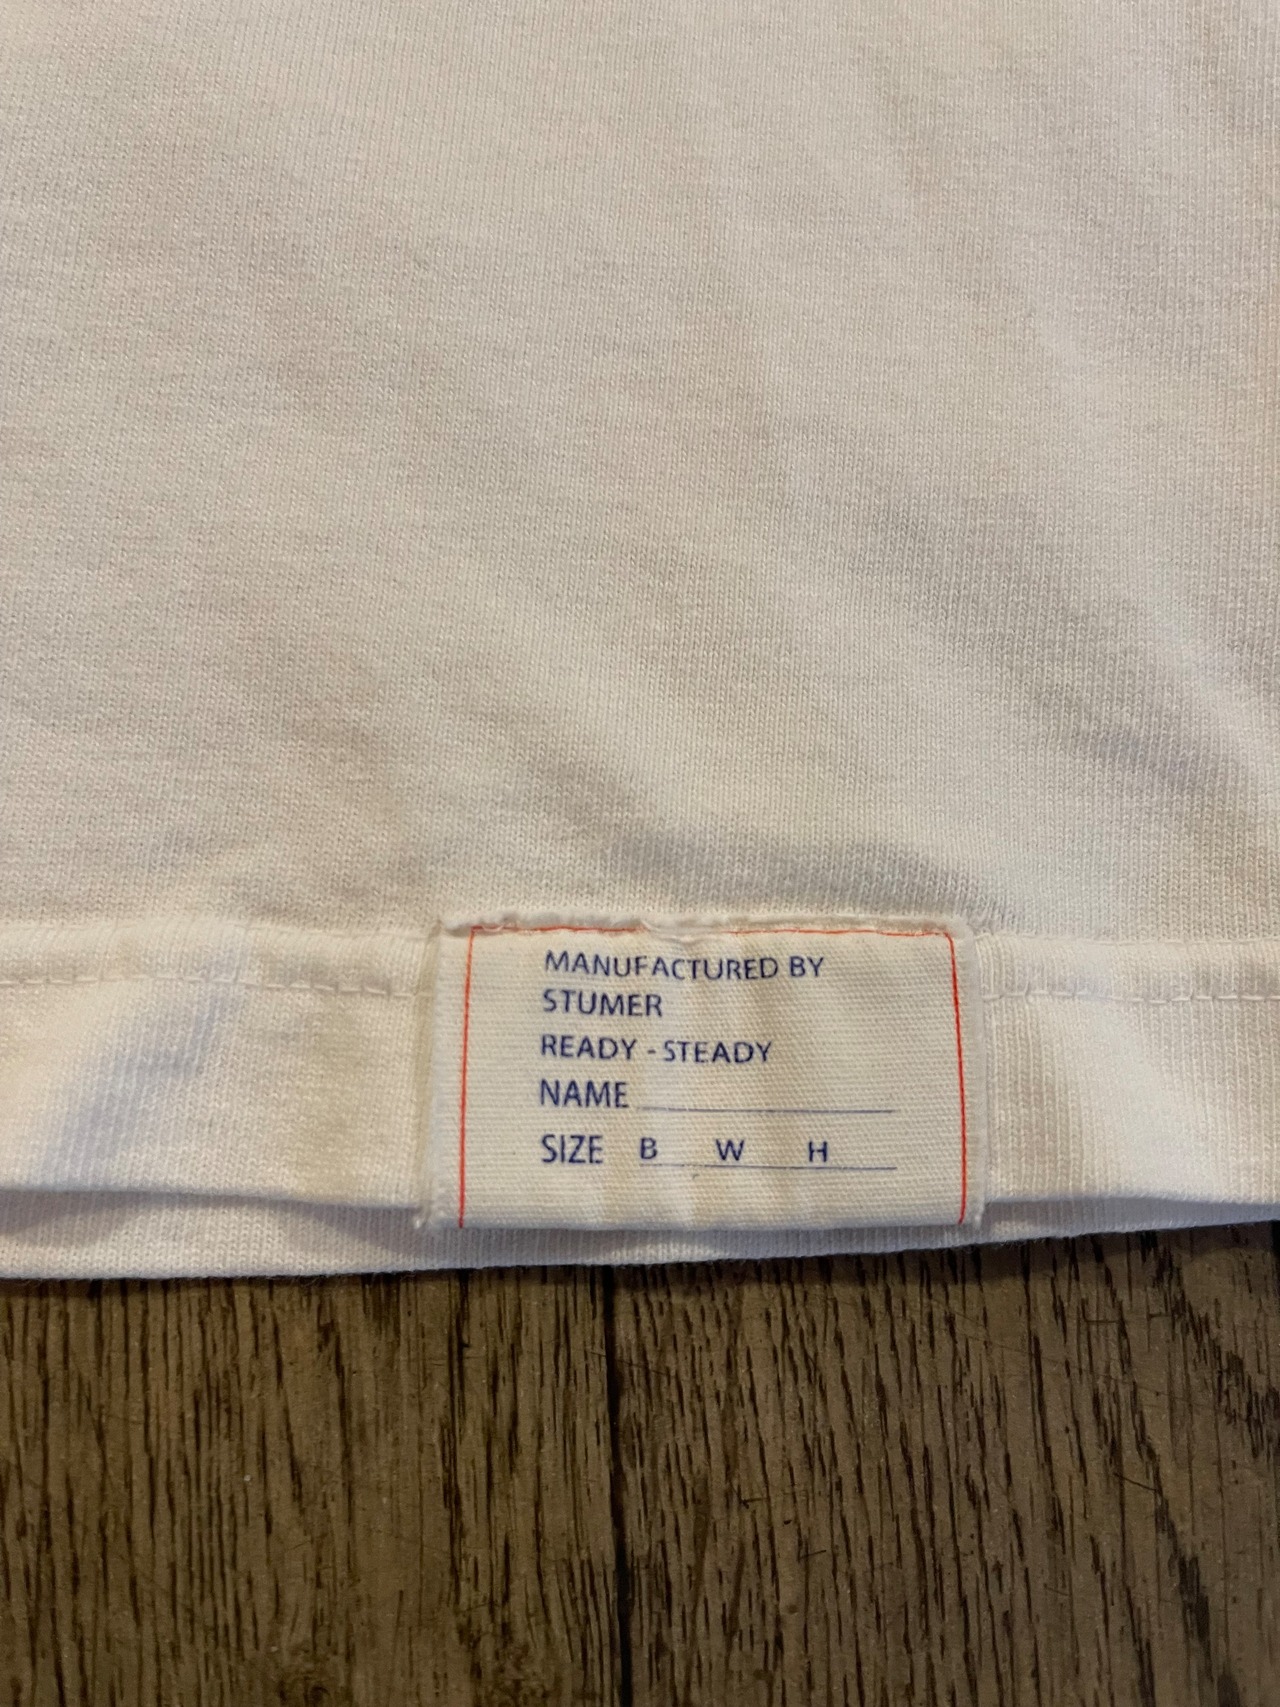 MANUFACTURED BY
STUMER
READY - STEADY
NAME
SIZE B W H